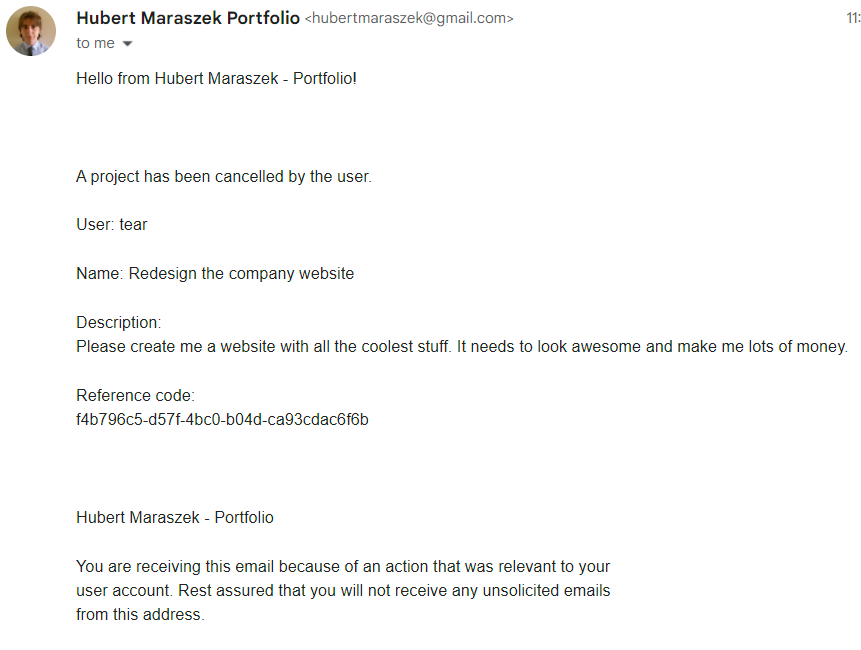 Hubert Maraszek Portfolio <hubertmaraszek@gmail.com> 11:
to me
Hello from Hubert Maraszek - Portfolio!
A project has been cancelled by the user.
User: tear
Name: Redesign the company website
Description:
Please create me a website with all the coolest stuff. It needs to look awesome and make me lots of money.
Reference code:
f4b796c5-d57f-4bc0-b04d-ca93cdac6f6b
Hubert Maraszek - Portfolio
You are receiving this email because of an action that was relevant to your
user account. Rest assured that you will not receive any unsolicited emails
from this address.